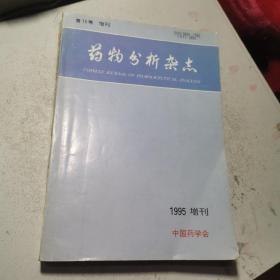 第15卷 增刊
药物分析杂志
CHINESE JOURNAL OF PHARMACEUTICAL ANALYSIS
1995 增刊
中国药学会